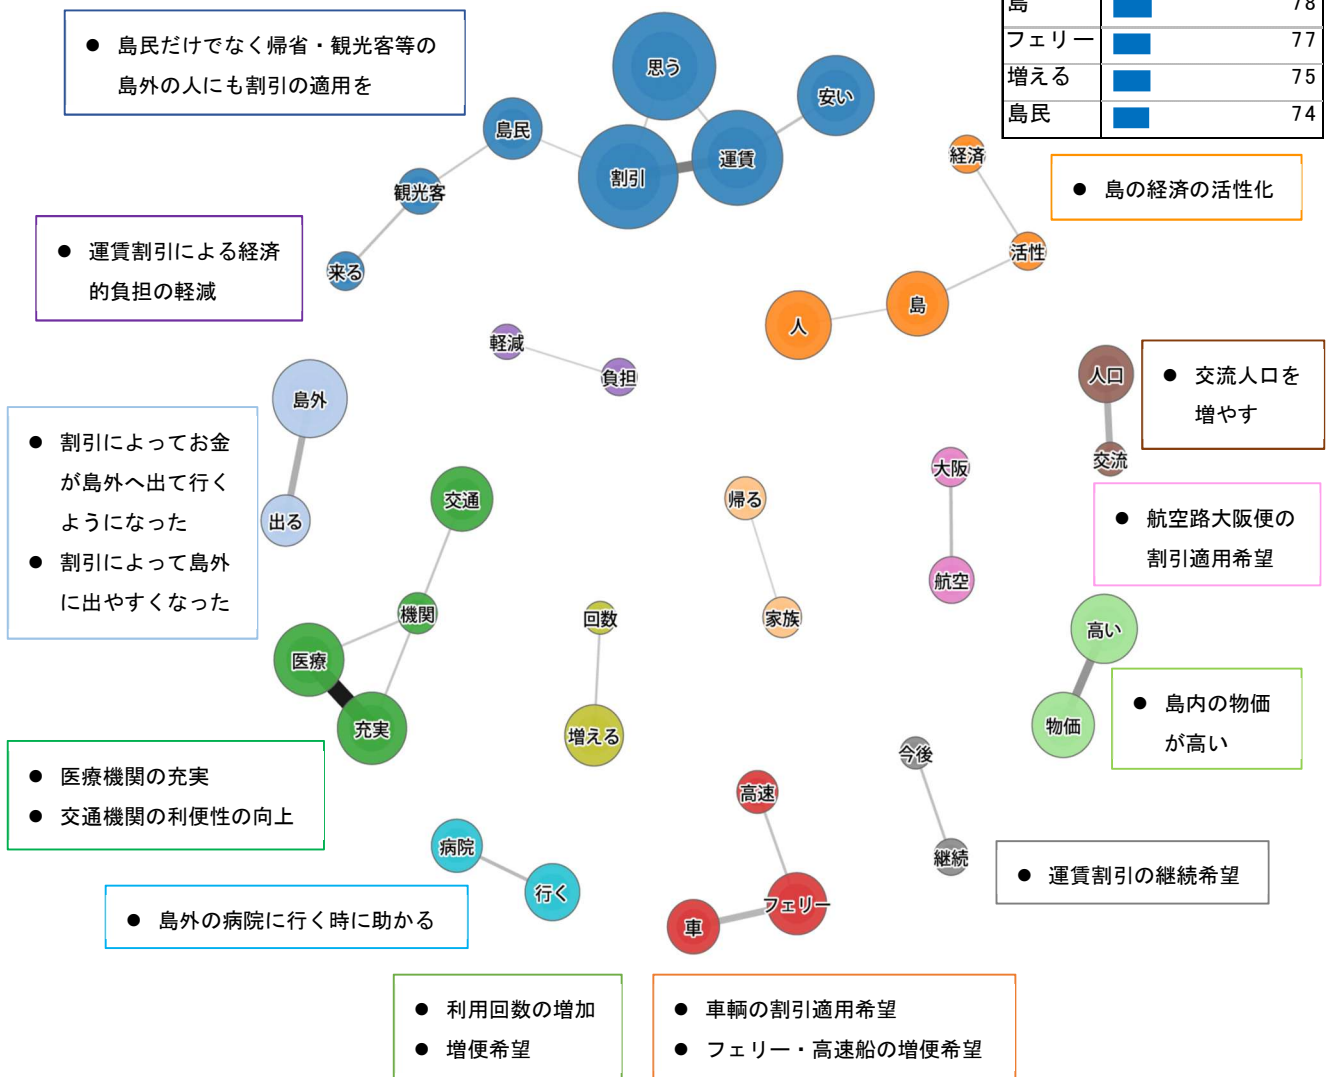 島 78
フェリー 77
増える 75
島民 74
● 島民だけでなく帰省・観光客等の
島外の人にも割引の適用を
思う
安い
島民
運賃
割引
観光客
来る
経済
● 島の経済の活性化
活性
島
人
● 運賃割引による経済
的負担の軽減
軽減
負担
島外
出る
● 割引によってお金
が島外へ出て行く
ようになった
● 割引によって島外
に出やすくなった
人口
交流
● 交流人口を
増やす
大阪
航空
● 航空路大阪便の
割引適用希望
帰る
家族
交通
機関
医療
充実
回数
増える
高い
物価
● 島内の物価
が高い
● 医療機関の充実
● 交通機関の利便性の向上
今後
継続
● 運賃割引の継続希望
高速
フェリー
車
病院
行く
● 島外の病院に行く時に助かる
● 利用回数の増加
● 増便希望
● 車輌の割引適用希望
● フェリー・高速船の増便希望